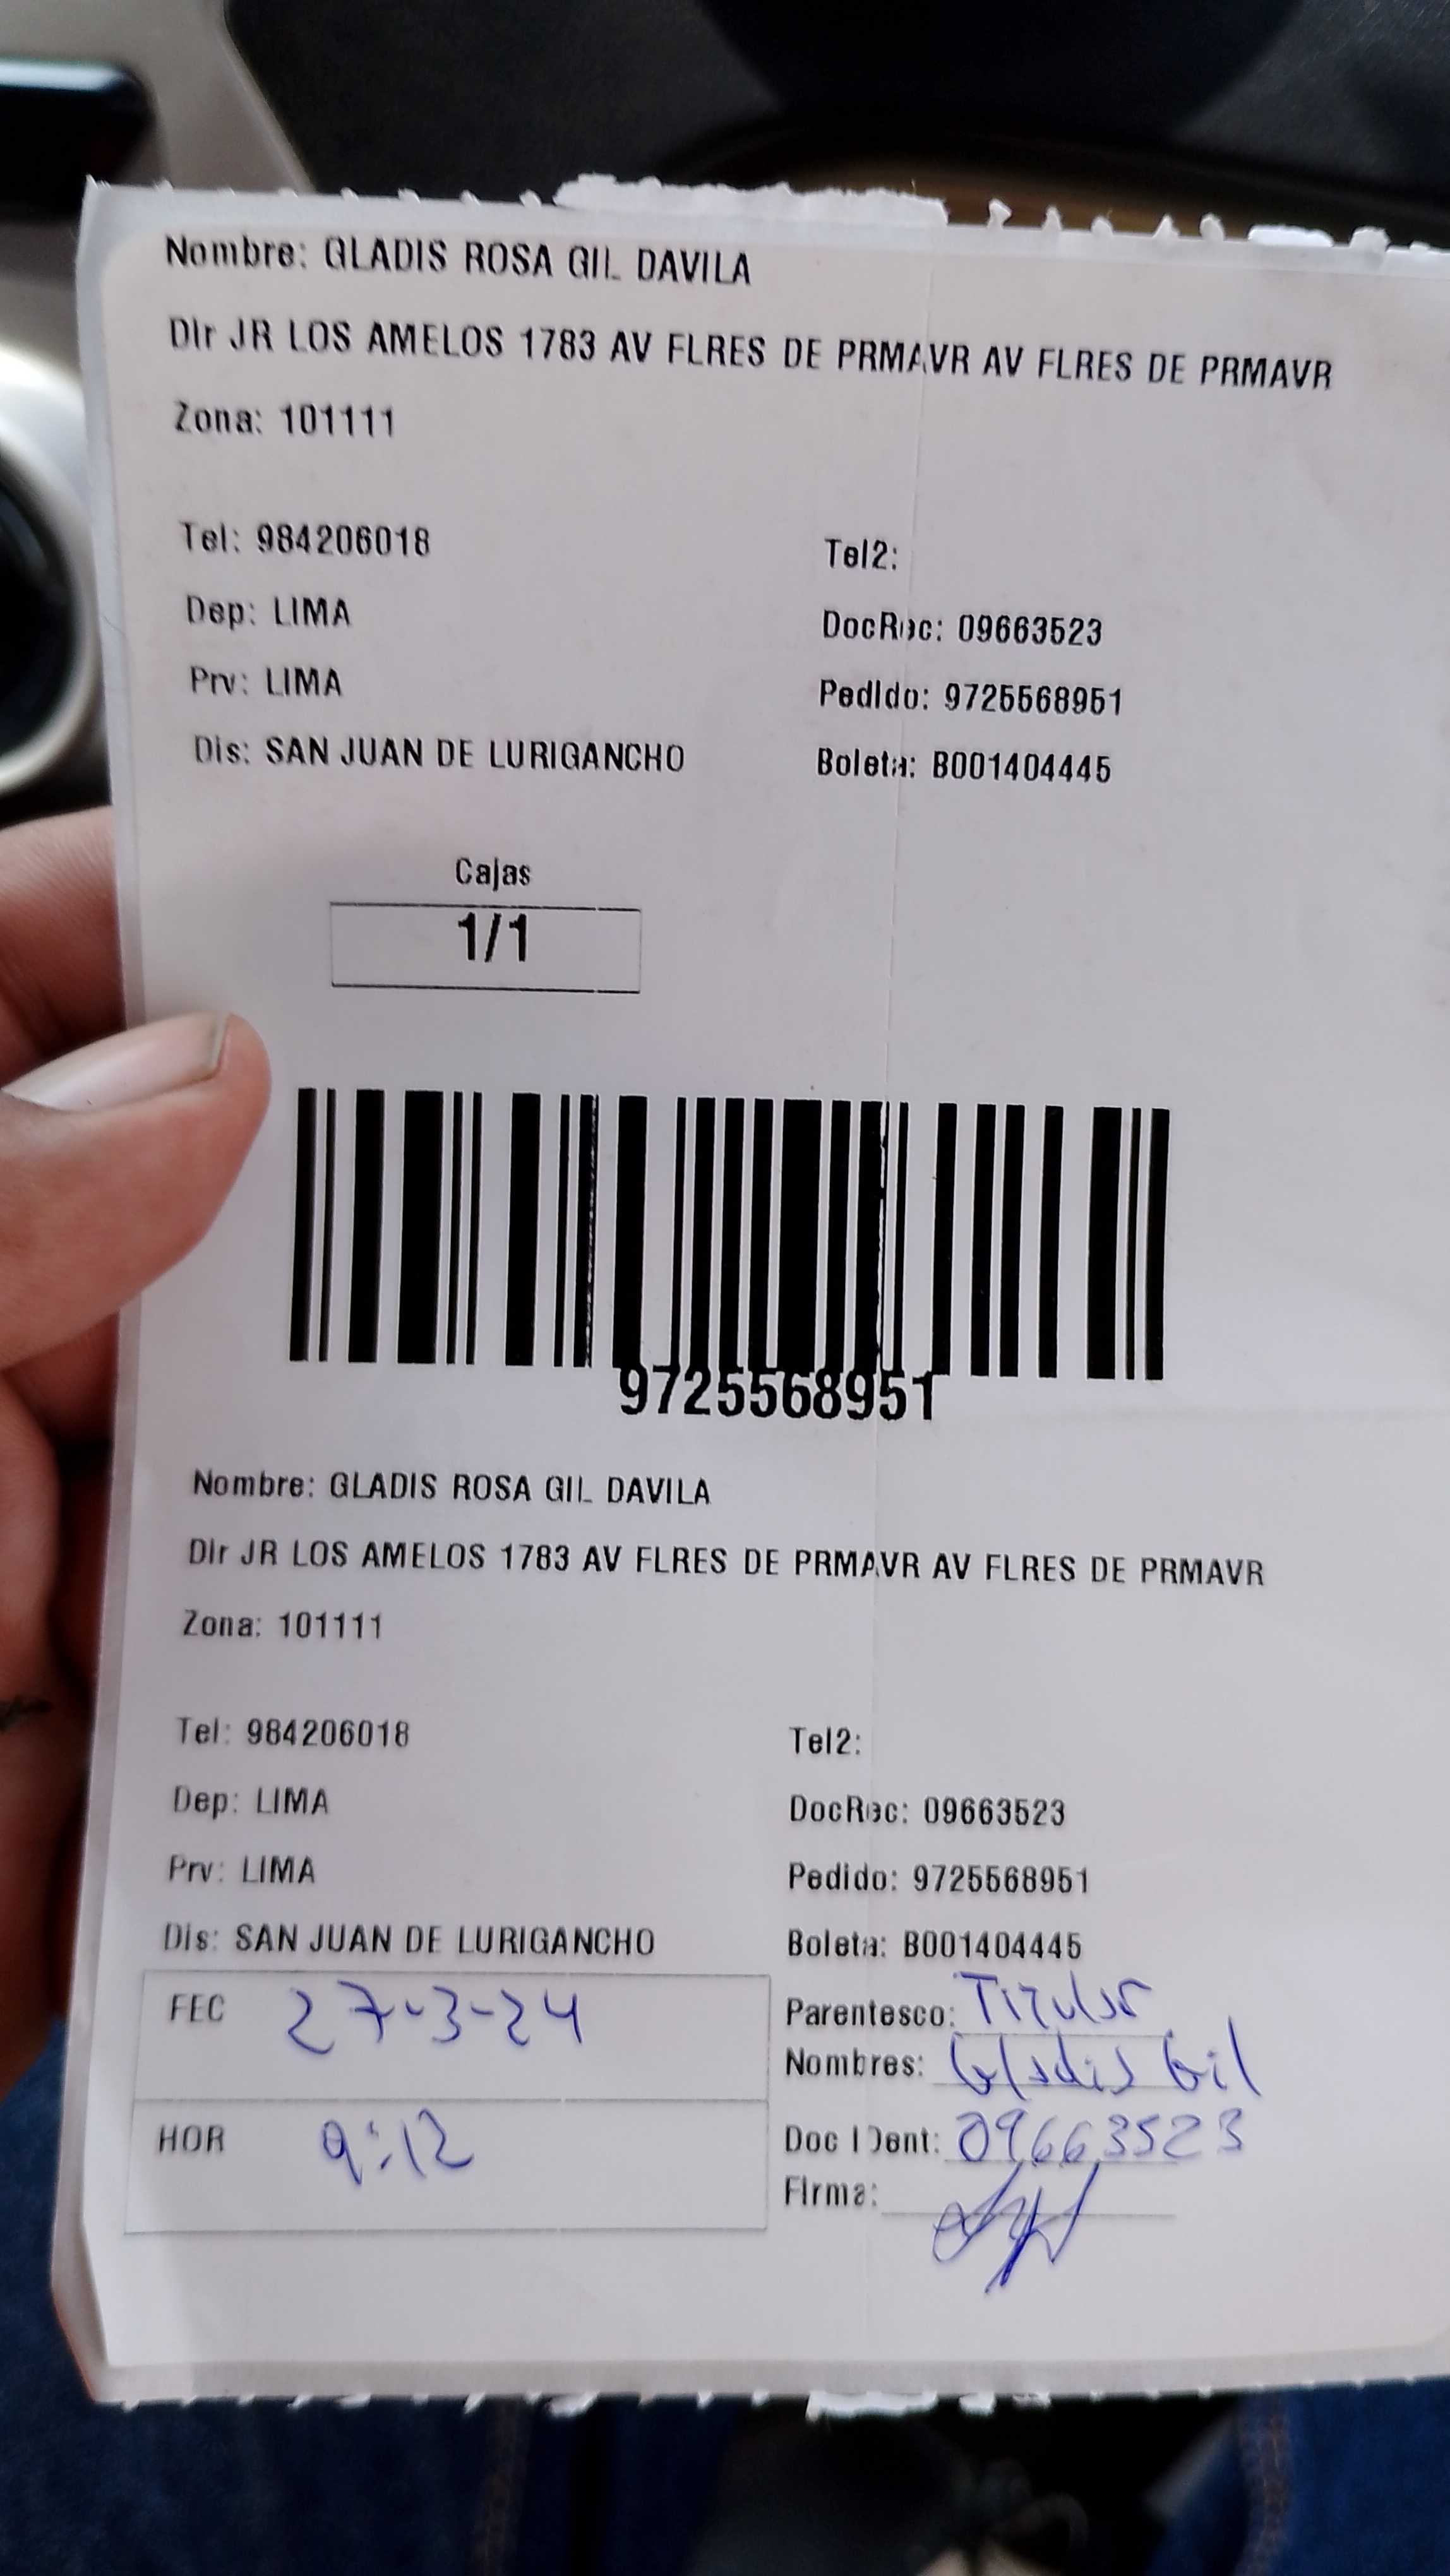 Nombre: GLADIS ROSA GIL DAVILA
Dir JR LOS AMELOS 1783 AV FLRES DE PRMAVR AV FLRES DE PRMAVR
Zona: 101111
Tel: 984206018 Tel2:
Dep: LIMA DocRec: 09663523
Prv: LIMA Pedido: 9725568951
Dis: SAN JUAN DE LURIGANCHO Boleta: B001404445
Cajas
1/1
9725568951
Nombre: GLADIS ROSA GIL DAVILA
Dir JR LOS AMELOS 1783 AV FLRES DE PRMAVR AV FLRES DE PRMAVR
Zona: 101111
Tel: 984206018 Tel2:
Dep: LIMA DocRec: 09663523
Prv: LIMA Pedido: 9725568951
Dis: SAN JUAN DE LURIGANCHO Boleta: B001404445
FEC 27-3-24 Parentesco: Titular
Nombres: Gladis Gil
HOR 9:12 Doc IDent: 09663523
Firma: